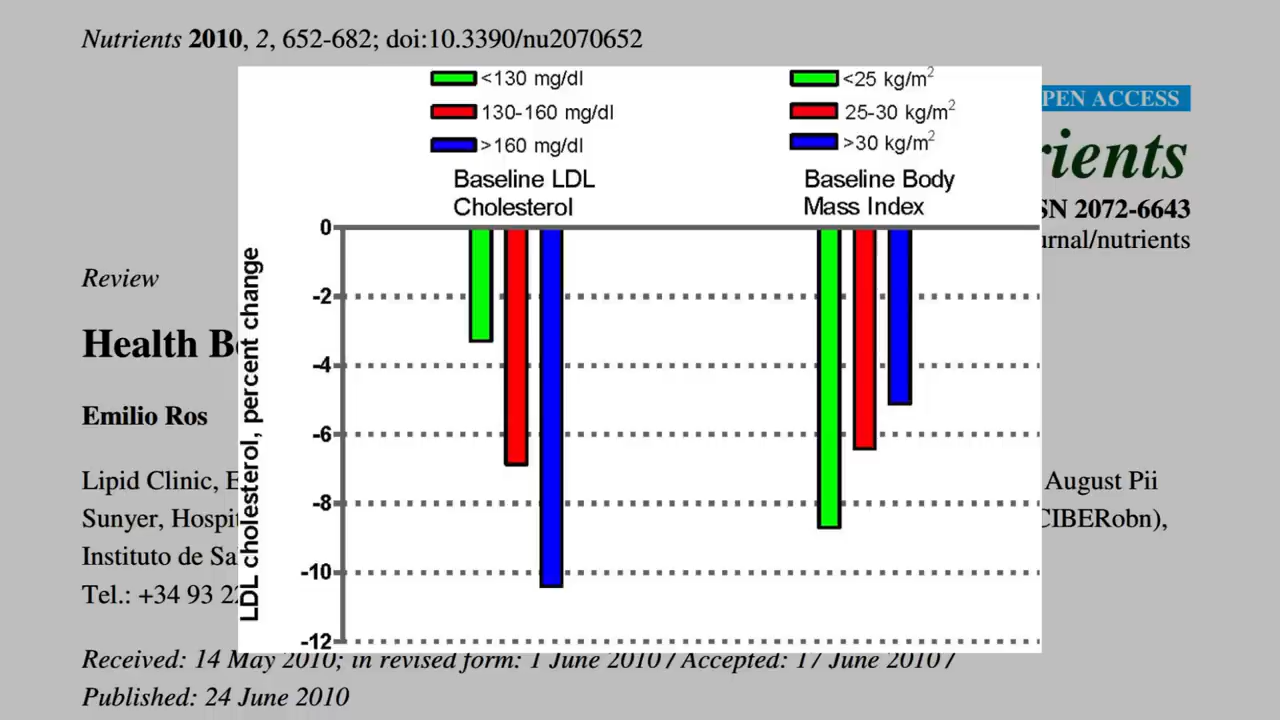 Nutrients 2010, 2, 652-682; doi:10.3390/nu2070652
<130 mg/dl
130-160 mg/dl
>160 mg/dl
<25 kg/m2
25-30 kg/m2
>30 kg/m2
Baseline LDL
Cholesterol
Baseline Body
Mass Index
LDL cholesterol, percent change
0
-2
-4
-6
-8
-10
-12
PEN ACCESS
rients
SN 2072-6643
urnal/nutrients
Review
Health B
Emilio Ros
Lipid Clinic, E
August Pii
Sunyer, Hospi
CIBERobn),
Instituto de Sa
Tel.: +34 93 22
Received: 14 May 2010; in revised form: 1 June 2010 / Accepted: 17 June 2010 /
Published: 24 June 2010